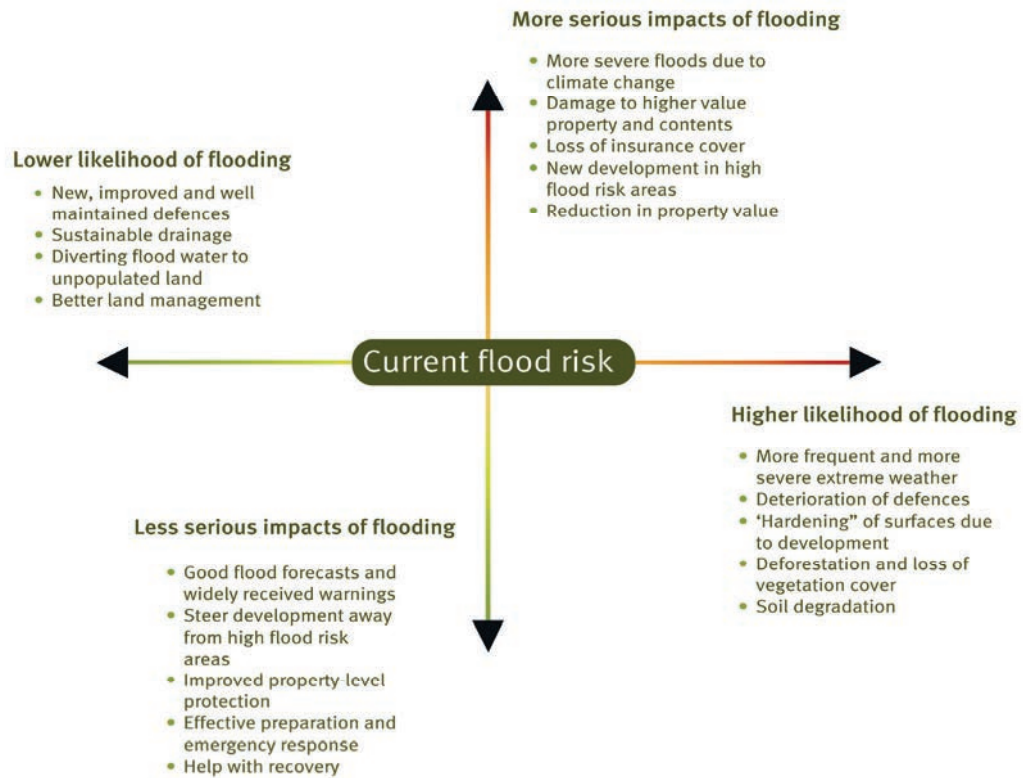 More serious impacts of flooding
• More severe floods due to
climate change
• Damage to higher value
property and contents
• Loss of insurance cover
• New development in high
flood risk areas
• Reduction in property value
Lower likelihood of flooding
• New, improved and well
maintained defences
• Sustainable drainage
• Diverting flood water to
unpopulated land
• Better land management
Current flood risk
Higher likelihood of flooding
• More frequent and more
severe extreme weather
• Deterioration of defences
• ‘Hardening” of surfaces due
to development
• Deforestation and loss of
vegetation cover
• Soil degradation
Less serious impacts of flooding
• Good flood forecasts and
widely received warnings
• Steer development away
from high flood risk
areas
• Improved property-level
protection
• Effective preparation and
emergency response
• Help with recovery